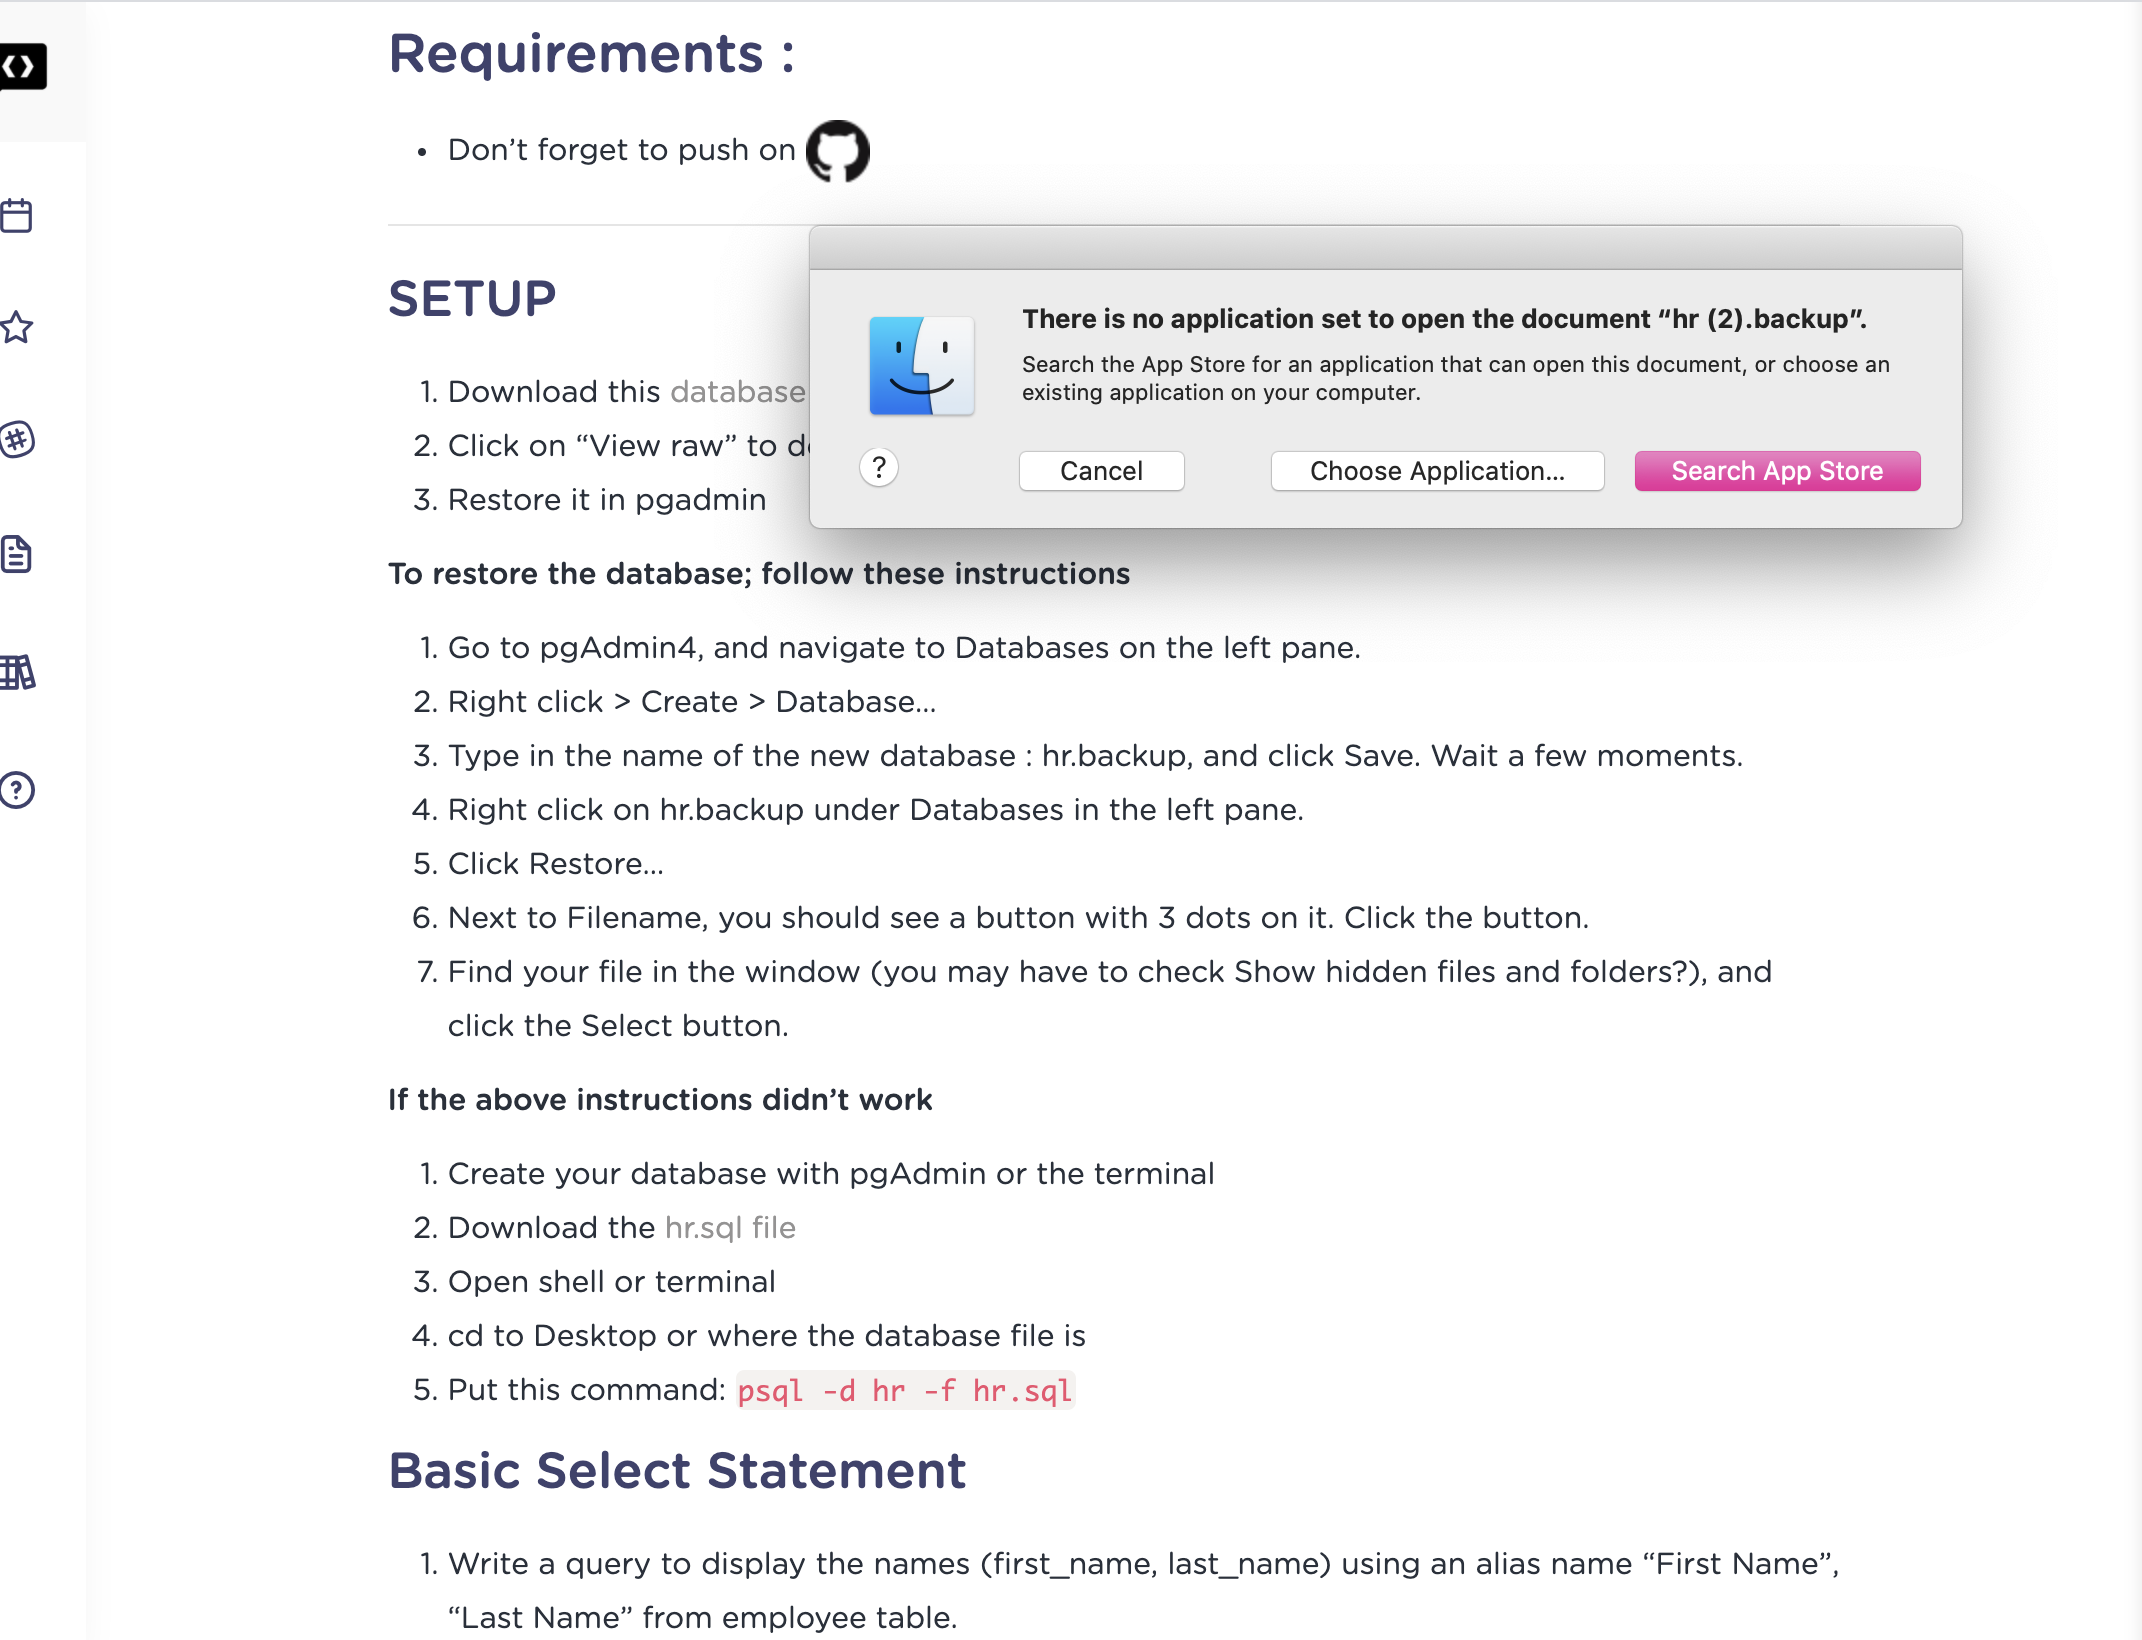 Requirements :
• Don’t forget to push on
SETUP
1. Download this database
2. Click on “View raw” to
3. Restore it in pgadmin
There is no application set to open the document “hr (2).backup”.
Search the App Store for an application that can open this document, or choose an
existing application on your computer.
?
Cancel
Choose Application...
Search App Store
To restore the database; follow these instructions
1. Go to pgAdmin4, and navigate to Databases on the left pane.
2. Right click > Create > Database...
3. Type in the name of the new database : hr.backup, and click Save. Wait a few moments.
4. Right click on hr.backup under Databases in the left pane.
5. Click Restore...
6. Next to Filename, you should see a button with 3 dots on it. Click the button.
7. Find your file in the window (you may have to check Show hidden files and folders?), and
click the Select button.
If the above instructions didn’t work
1. Create your database with pgAdmin or the terminal
2. Download the hr.sql file
3. Open shell or terminal
4. cd to Desktop or where the database file is
5. Put this command: psql -d hr -f hr.sql
Basic Select Statement
1. Write a query to display the names (first_name, last_name) using an alias name “First Name”,
“Last Name” from employee table.